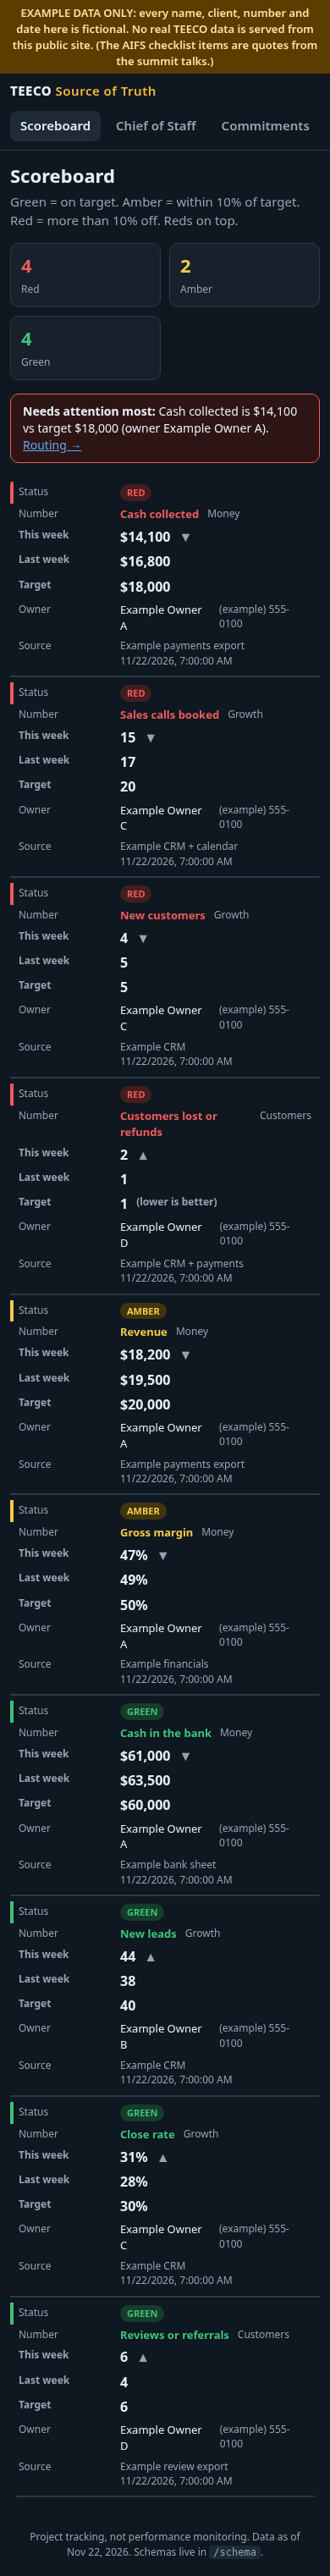 EXAMPLE DATA ONLY: every name, client, number and
date here is fictional. No real TEECO data is served from
this public site. (The AIFS checklist items are quotes from
the summit talks.)
TEECO Source of Truth
Scoreboard Chief of Staff Commitments
Scoreboard
Green = on target. Amber = within 10% of target.
Red = more than 10% off. Reds on top.
4
Red
2
Amber
4
Green
Needs attention most: Cash collected is $14,100
vs target $18,000 (owner Example Owner A).
Routing →
Status RED
Number Cash collected Money
This week $14,100 ▼
Last week $16,800
Target $18,000
Owner Example Owner A (example) 555-0100
Source Example payments export
11/22/2026, 7:00:00 AM
Status RED
Number Sales calls booked Growth
This week 15 ▼
Last week 17
Target 20
Owner Example Owner C (example) 555-0100
Source Example CRM + calendar
11/22/2026, 7:00:00 AM
Status RED
Number New customers Growth
This week 4 ▼
Last week 5
Target 5
Owner Example Owner C (example) 555-0100
Source Example CRM
11/22/2026, 7:00:00 AM
Status RED
Number Customers lost or refunds Customers
This week 2 ▲
Last week 1
Target 1 (lower is better)
Owner Example Owner D (example) 555-0100
Source Example CRM + payments
11/22/2026, 7:00:00 AM
Status AMBER
Number Revenue Money
This week $18,200 ▼
Last week $19,500
Target $20,000
Owner Example Owner A (example) 555-0100
Source Example payments export
11/22/2026, 7:00:00 AM
Status AMBER
Number Gross margin Money
This week 47% ▼
Last week 49%
Target 50%
Owner Example Owner A (example) 555-0100
Source Example financials
11/22/2026, 7:00:00 AM
Status GREEN
Number Cash in the bank Money
This week $61,000 ▼
Last week $63,500
Target $60,000
Owner Example Owner A (example) 555-0100
Source Example bank sheet
11/22/2026, 7:00:00 AM
Status GREEN
Number New leads Growth
This week 44 ▲
Last week 38
Target 40
Owner Example Owner B (example) 555-0100
Source Example CRM
11/22/2026, 7:00:00 AM
Status GREEN
Number Close rate Growth
This week 31% ▲
Last week 28%
Target 30%
Owner Example Owner C (example) 555-0100
Source Example CRM
11/22/2026, 7:00:00 AM
Status GREEN
Number Reviews or referrals Customers
This week 6 ▲
Last week 4
Target 6
Owner Example Owner D (example) 555-0100
Source Example review export
11/22/2026, 7:00:00 AM
Project tracking, not performance monitoring. Data as of
Nov 22, 2026. Schemas live in /schema.